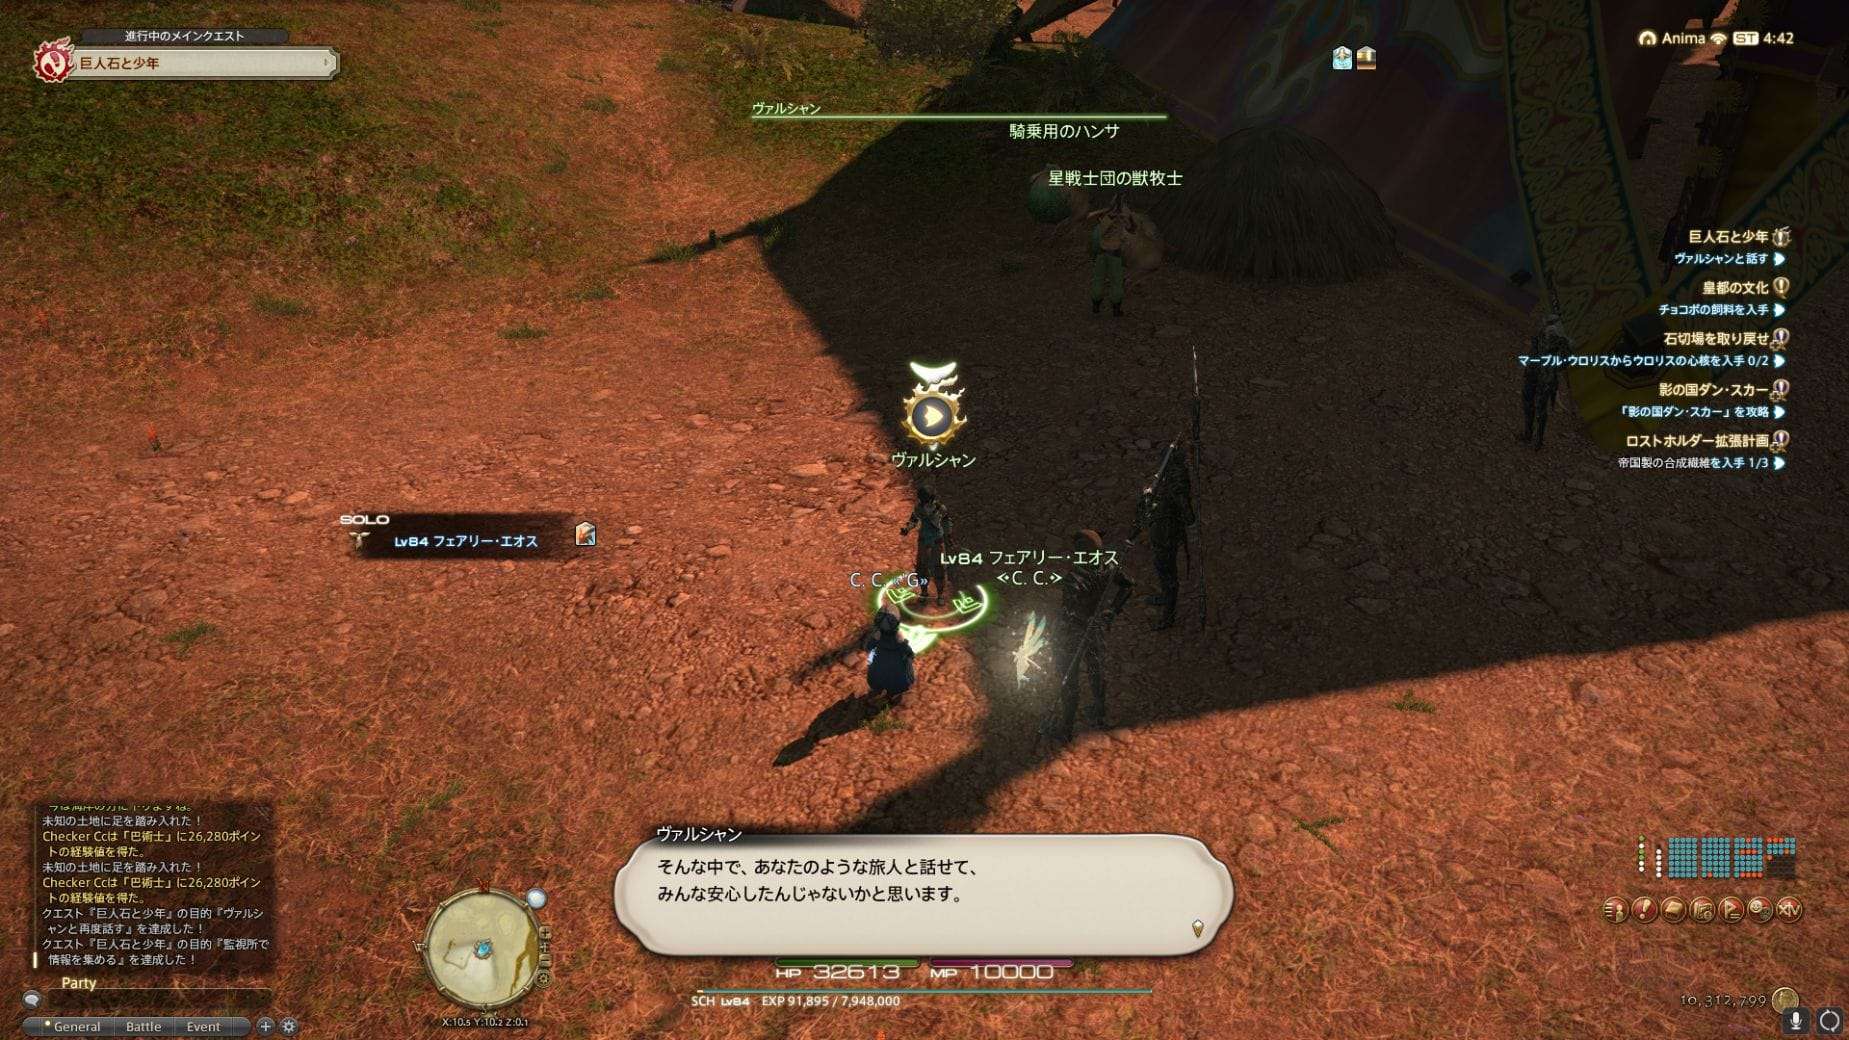 進行中のメインクエスト
巨人石と少年
Anima ST 4:42
ヴァルシャン
騎乗用のハンサ
星戦士団の獣牧士
巨人石と少年
ヴァルシャンと話す
皇都の文化
チョコボの飼料を入手
石切場を取り戻せ
マーブル・ウロリスからウロリスの心核を入手 0/2
影の国ダン・スカー
「影の国ダン・スカー」を攻略
ロストホルダー拡張計画
帝国製の合成繊維を入手 1/3
ヴァルシャン
SOLO
Lv84 フェアリー・エオス
Lv84 フェアリー・エオス
«C. C.»
C. C. «G»
ヴァルシャン
そんな中で、あなたのような旅人と話せて、
みんな安心したんじゃないかと思います。
未知の土地に足を踏み入れた！
Checker Ccは「巴術士」に26,280ポイン
トの経験値を得た。
未知の土地に足を踏み入れた！
Checker Ccは「巴術士」に26,280ポイン
トの経験値を得た。
クエスト『巨人石と少年』の目的『ヴァルシ
ャンと再度話す』を達成した！
クエスト『巨人石と少年』の目的『監視所で
情報を集める』を達成した！
Party
General Battle Event
X:10.5 Y:10.2 Z:0.1
HP 32613 MP 10000
SCH Lv84 EXP 91,895 / 7,948,000
XIV
10,312,799